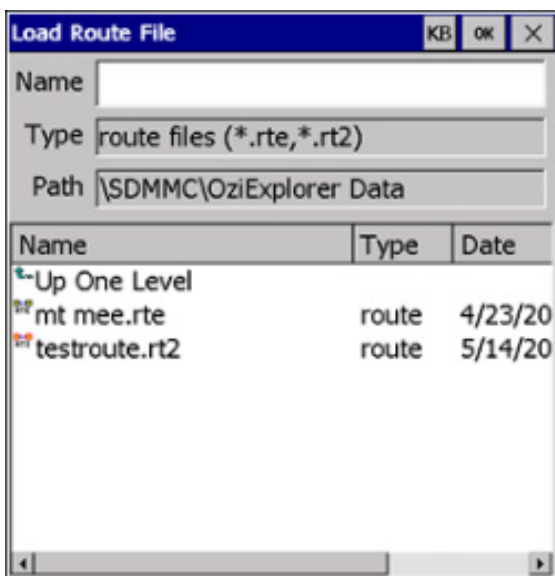 Load Route File KB OK
Name
Type route files (*.rte,*.rt2)
Path \SDMMC\OziExplorer Data
Name Type Date
Up One Level
mt mee.rte route 4/23/20
testroute.rt2 route 5/14/20